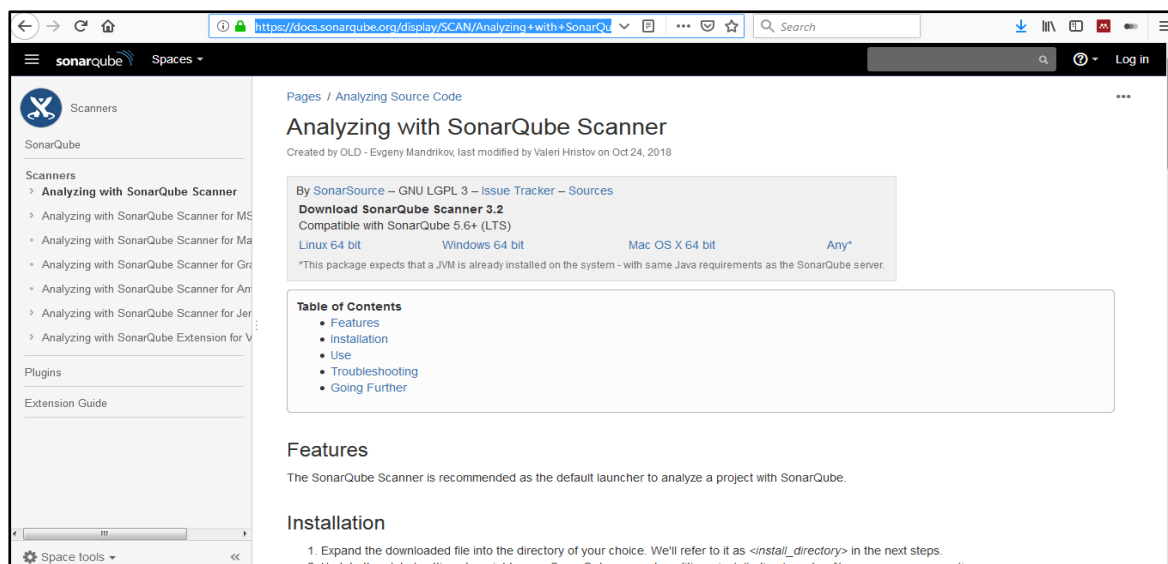 https://docs.sonarqube.org/display/SCAN/Analyzing+with+SonarQu
Search
sonarqube Spaces
Log in
Scanners
SonarQube
Scanners
Analyzing with SonarQube Scanner
Analyzing with SonarQube Scanner for MS
Analyzing with SonarQube Scanner for Ma
Analyzing with SonarQube Scanner for Gra
Analyzing with SonarQube Scanner for Ant
Analyzing with SonarQube Scanner for Jer
Analyzing with SonarQube Extension for V
Plugins
Extension Guide
Space tools
Pages / Analyzing Source Code
Analyzing with SonarQube Scanner
Created by OLD - Evgeny Mandrikov, last modified by Valeri Hristov on Oct 24, 2018
By SonarSource – GNU LGPL 3 – Issue Tracker – Sources
Download SonarQube Scanner 3.2
Compatible with SonarQube 5.6+ (LTS)
Linux 64 bit Windows 64 bit Mac OS X 64 bit Any*
*This package expects that a JVM is already installed on the system - with same Java requirements as the SonarQube server.
Table of Contents
• Features
• Installation
• Use
• Troubleshooting
• Going Further
Features
The SonarQube Scanner is recommended as the default launcher to analyze a project with SonarQube.
Installation
1. Expand the downloaded file into the directory of your choice. We'll refer to it as <install_directory> in the next steps.